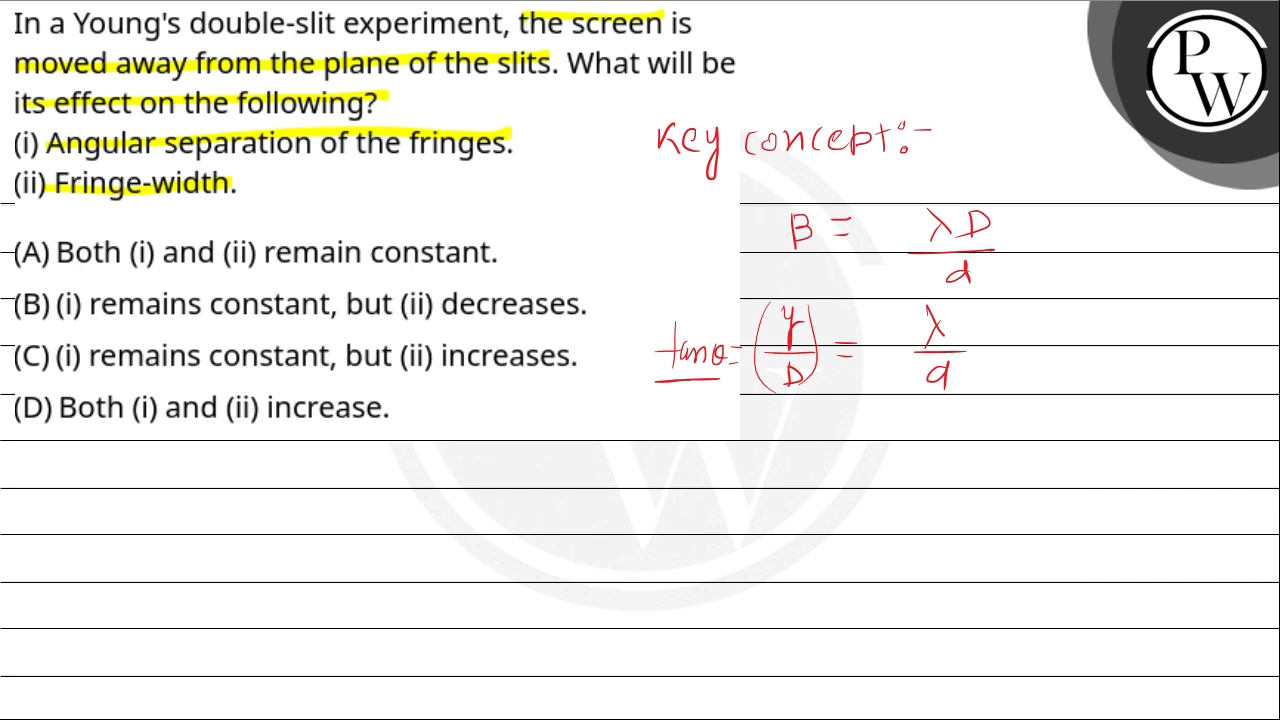 In a Young's double-slit experiment, the screen is
moved away from the plane of the slits. What will be
its effect on the following?
(i) Angular separation of the fringes.
(ii) Fringe-width.
(A) Both (i) and (ii) remain constant.
(B) (i) remains constant, but (ii) decreases.
(C) (i) remains constant, but (ii) increases.
(D) Both (i) and (ii) increase.
P
W
Key concept:-
β = λD/d
tanθ = (y/D) = λ/d